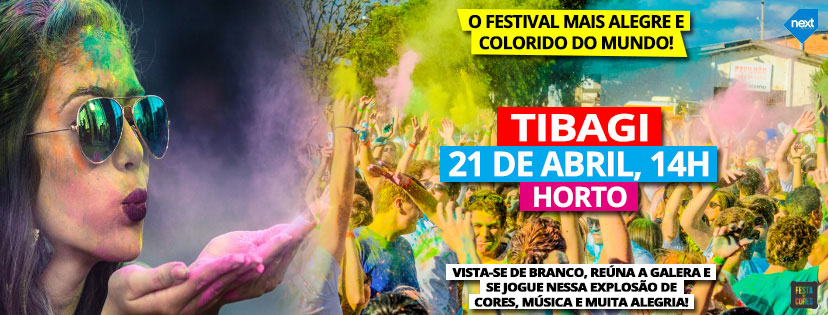 O FESTIVAL MAIS ALEGRE E
COLORIDO DO MUNDO!
next
TIBAGI
21 DE ABRIL, 14H
HORTO
VISTA-SE DE BRANCO, REÚNA A GALERA E
SE JOGUE NESSA EXPLOSÃO DE
CORES, MÚSICA E MUITA ALEGRIA!
FESTA
CORES